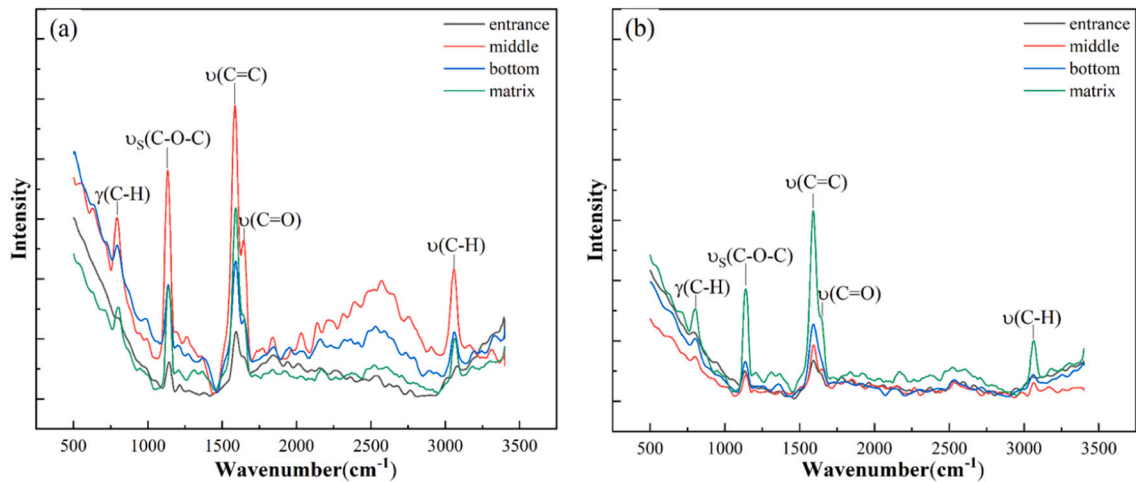 (a)
entrance
middle
bottom
matrix
υ(C=C)
υS(C-O-C)
γ(C-H)
υ(C=O)
υ(C-H)
Intensity
500 1000 1500 2000 2500 3000 3500
Wavenumber(cm-1)
(b)
entrance
middle
bottom
matrix
υ(C=C)
υS(C-O-C)
γ(C-H)
υ(C=O)
υ(C-H)
Intensity
500 1000 1500 2000 2500 3000 3500
Wavenumber(cm-1)